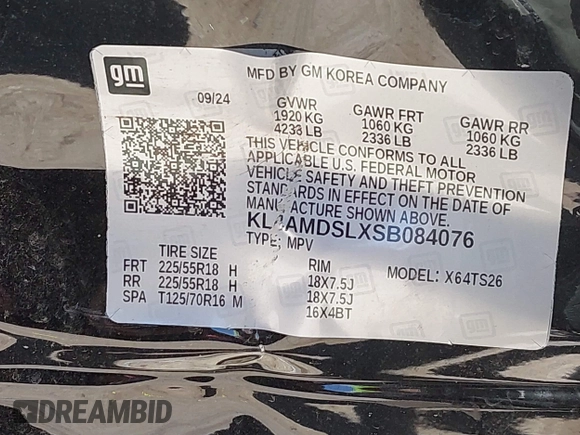 gm
MFD BY GM KOREA COMPANY
09/24
GVWR GAWR FRT GAWR RR
1920 KG 1060 KG 1060 KG
4233 LB 2336 LB 2336 LB
THIS VEHICLE CONFORMS TO ALL
APPLICABLE U.S. FEDERAL MOTOR
VEHICLE SAFETY AND THEFT PREVENTION
STANDARDS IN EFFECT ON THE DATE OF
MANUFACTURE SHOWN ABOVE.
KL4AMDSLXSB084076
TYPE: MPV
TIRE SIZE RIM MODEL: X64TS26
FRT 225/55R18 H 18X7.5J
RR 225/55R18 H 18X7.5J
SPA T125/70R16 M 16X4BT
DREAMBID